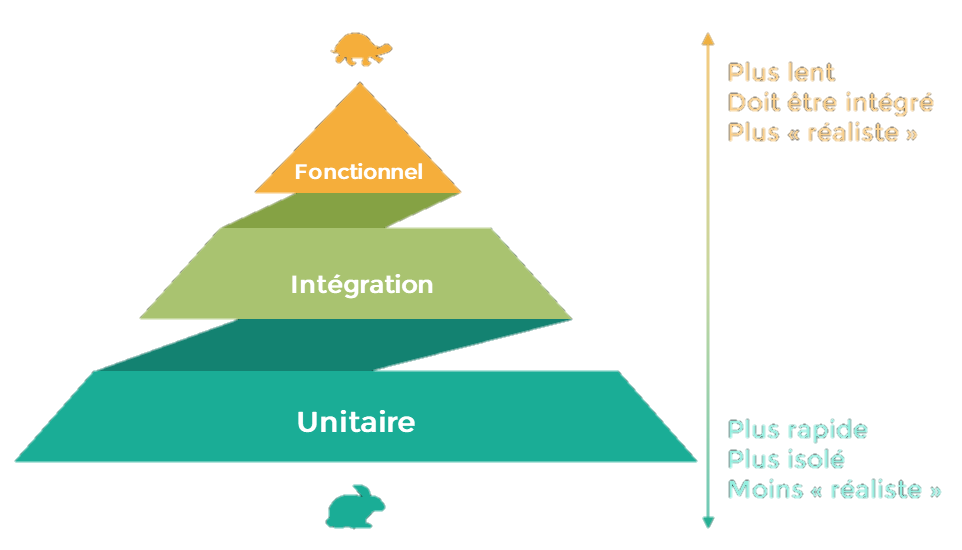 Plus lent
Doit être intégré
Plus « réaliste »
Fonctionnel
Intégration
Unitaire
Plus rapide
Plus isolé
Moins « réaliste »